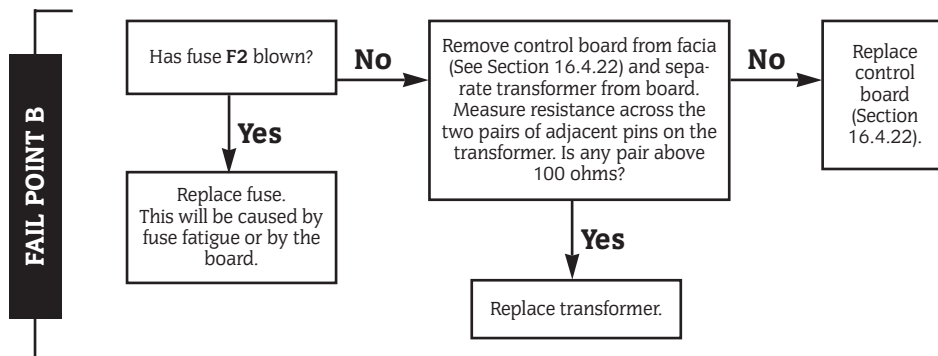 FAIL POINT B
Has fuse F2 blown?
No
Remove control board from facia
(See Section 16.4.22) and sepa-
rate transformer from board.
Measure resistance across the
two pairs of adjacent pins on the
transformer. Is any pair above
100 ohms?
No
Replace
control
board
(Section
16.4.22).
Yes
Replace fuse.
This will be caused by
fuse fatigue or by the
board.
Yes
Replace transformer.